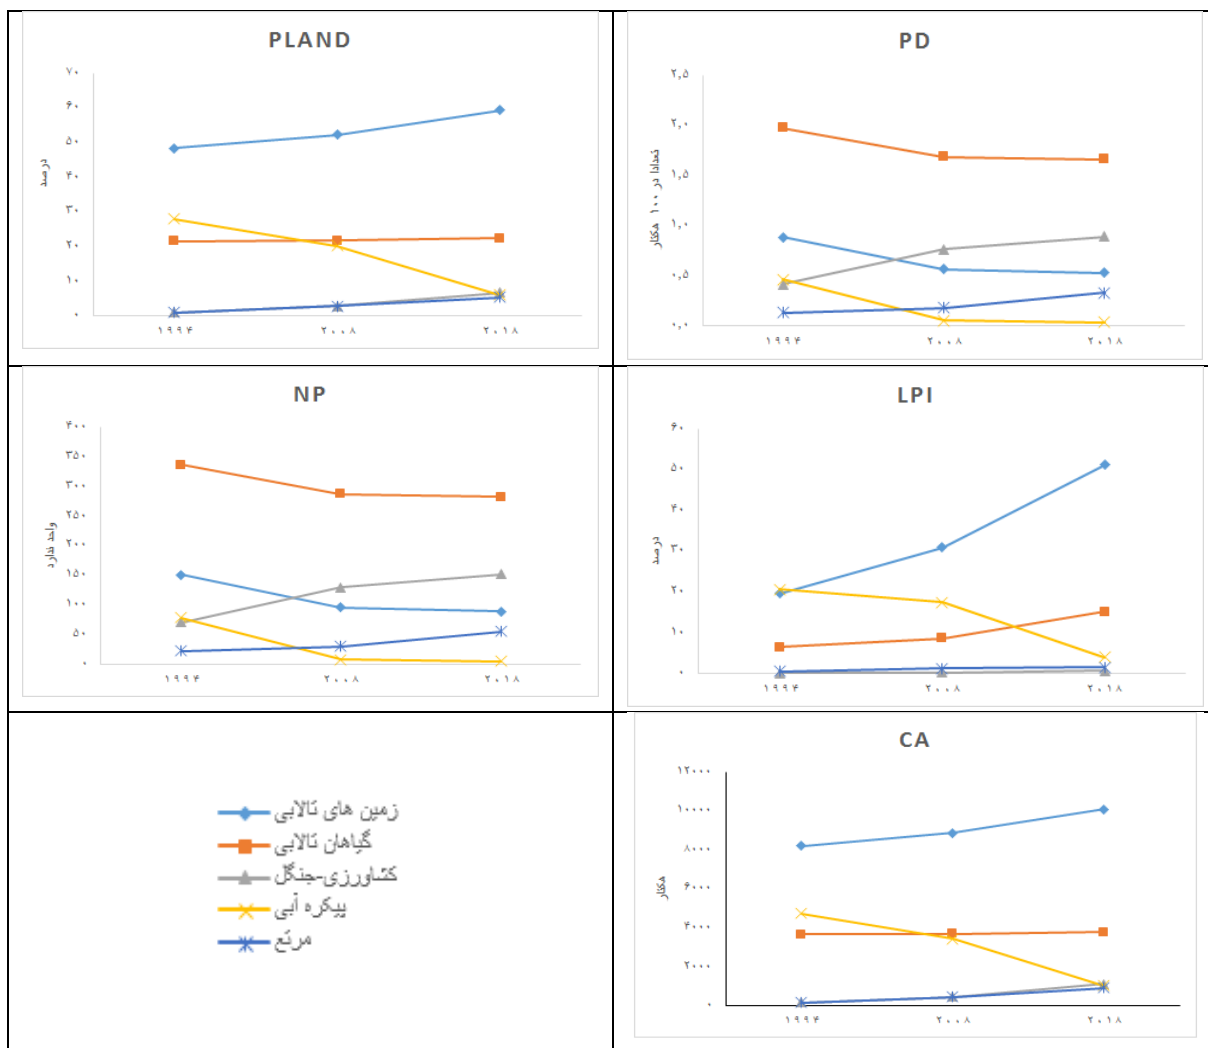 PLAND
۷۰
۶۰
۵۰
۴۰
۳۰
۲۰
۱۰
۰
درصد
۱۹۹۴ ۲۰۰۸ ۲۰۱۸
PD
۲٫۵
۲٫۰
۱٫۵
۱٫۰
۰٫۵
۰٫۰
تعدادا در ۱۰۰ هکتار
۱۹۹۴ ۲۰۰۸ ۲۰۱۸
NP
۴۰۰
۳۵۰
۳۰۰
۲۵۰
۲۰۰
۱۵۰
۱۰۰
۵۰
۰
واحد ندارد
۱۹۹۴ ۲۰۰۸ ۲۰۱۸
LPI
۶۰
۵۰
۴۰
۳۰
۲۰
۱۰
۰
درصد
۱۹۹۴ ۲۰۰۸ ۲۰۱۸
زمین های تالابی
گیاهان تالابی
کشاورزی-جنگل
پیکره آبی
مرتع
CA
۱۲۰۰۰
۱۰۰۰۰
۸۰۰۰
۶۰۰۰
۴۰۰۰
۲۰۰۰
۰
هکتار
۱۹۹۴ ۲۰۰۸ ۲۰۱۸